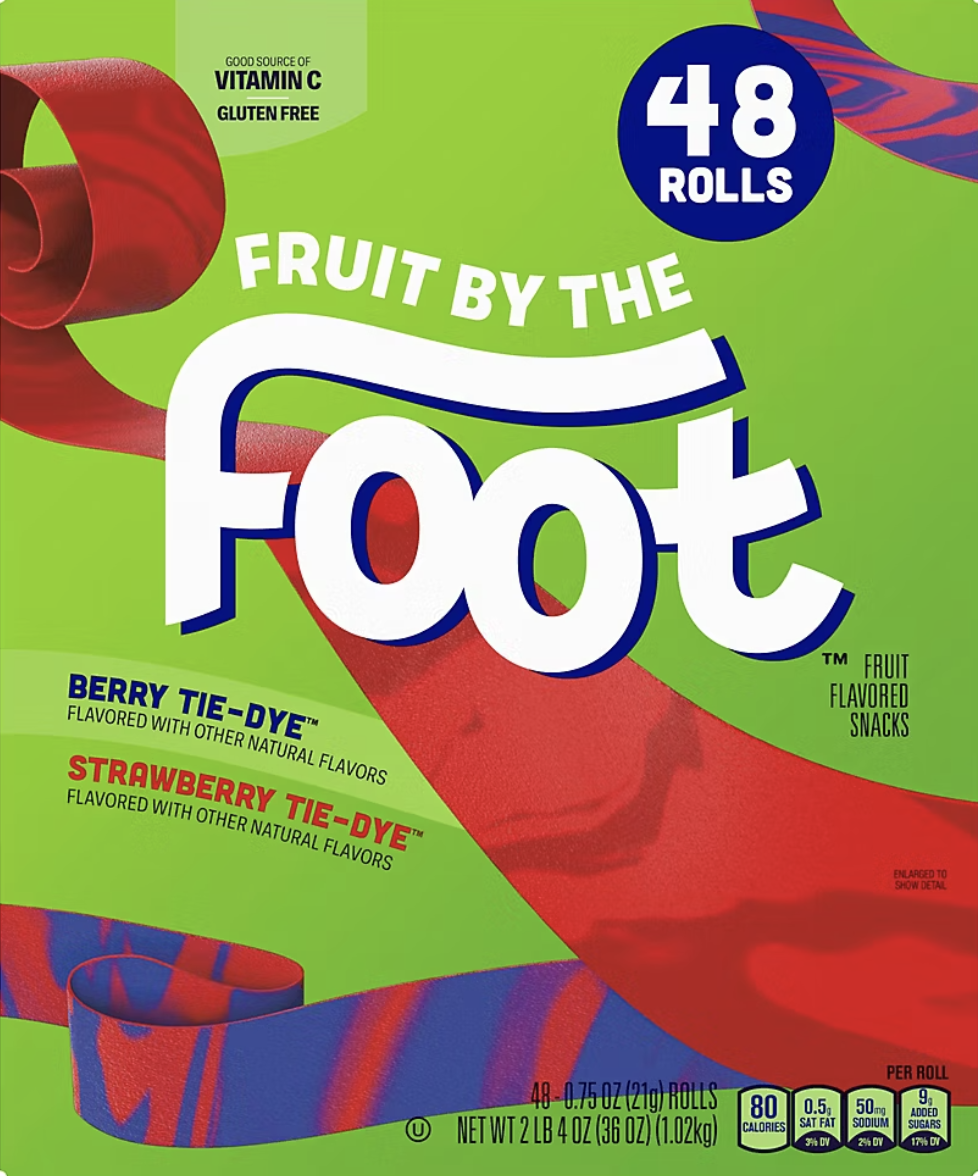 GOOD SOURCE OF
VITAMIN C
GLUTEN FREE
48
ROLLS
FRUIT BY THE
Foot™
FRUIT
FLAVORED
SNACKS
BERRY TIE-DYE™
FLAVORED WITH OTHER NATURAL FLAVORS
STRAWBERRY TIE-DYE™
FLAVORED WITH OTHER NATURAL FLAVORS
ENLARGED TO
SHOW DETAIL
PER ROLL
48 - 0.75 OZ (21g) ROLLS
U NET WT 2 LB 4 OZ (36 OZ) (1.02kg)
80
CALORIES
0.5g
SAT FAT
3% DV
50mg
SODIUM
2% DV
9g
ADDED
SUGARS
17% DV